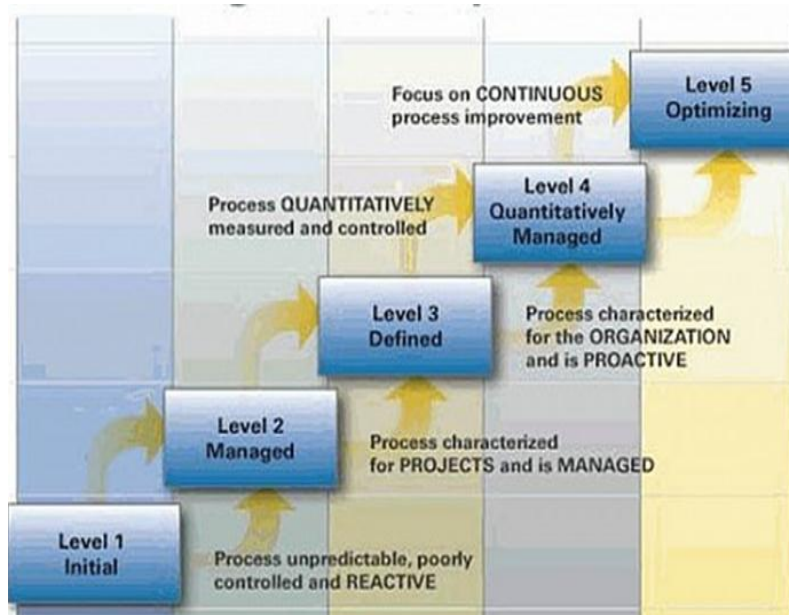 Focus on CONTINUOUS
process improvement
Level 5
Optimizing
Process QUANTITATIVELY
measured and controlled
Level 4
Quantitatively
Managed
Level 3
Defined
Process characterized
for the ORGANIZATION
and is PROACTIVE
Level 2
Managed
Process characterized
for PROJECTS and is MANAGED
Level 1
Initial
Process unpredictable, poorly
controlled and REACTIVE